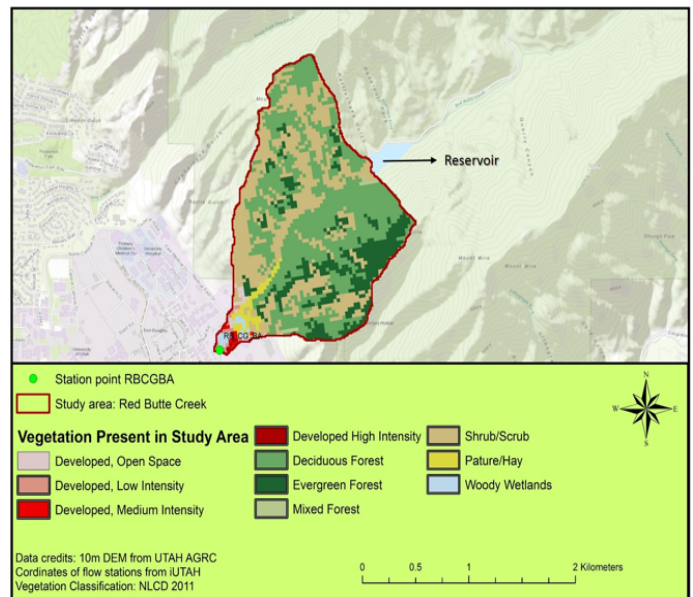 Reservoir
Station point RBCGBA
Study area: Red Butte Creek
Vegetation Present in Study Area
Developed, Open Space
Developed, Low Intensity
Developed, Medium Intensity
Developed High Intensity
Deciduous Forest
Evergreen Forest
Mixed Forest
Shrub/Scrub
Pature/Hay
Woody Wetlands
N
W
E
S
Data credits: 10m DEM from UTAH AGRC
Cordinates of flow stations from iUTAH
Vegetation Classification: NLCD 2011
0 0.5 1 2 Kilometers